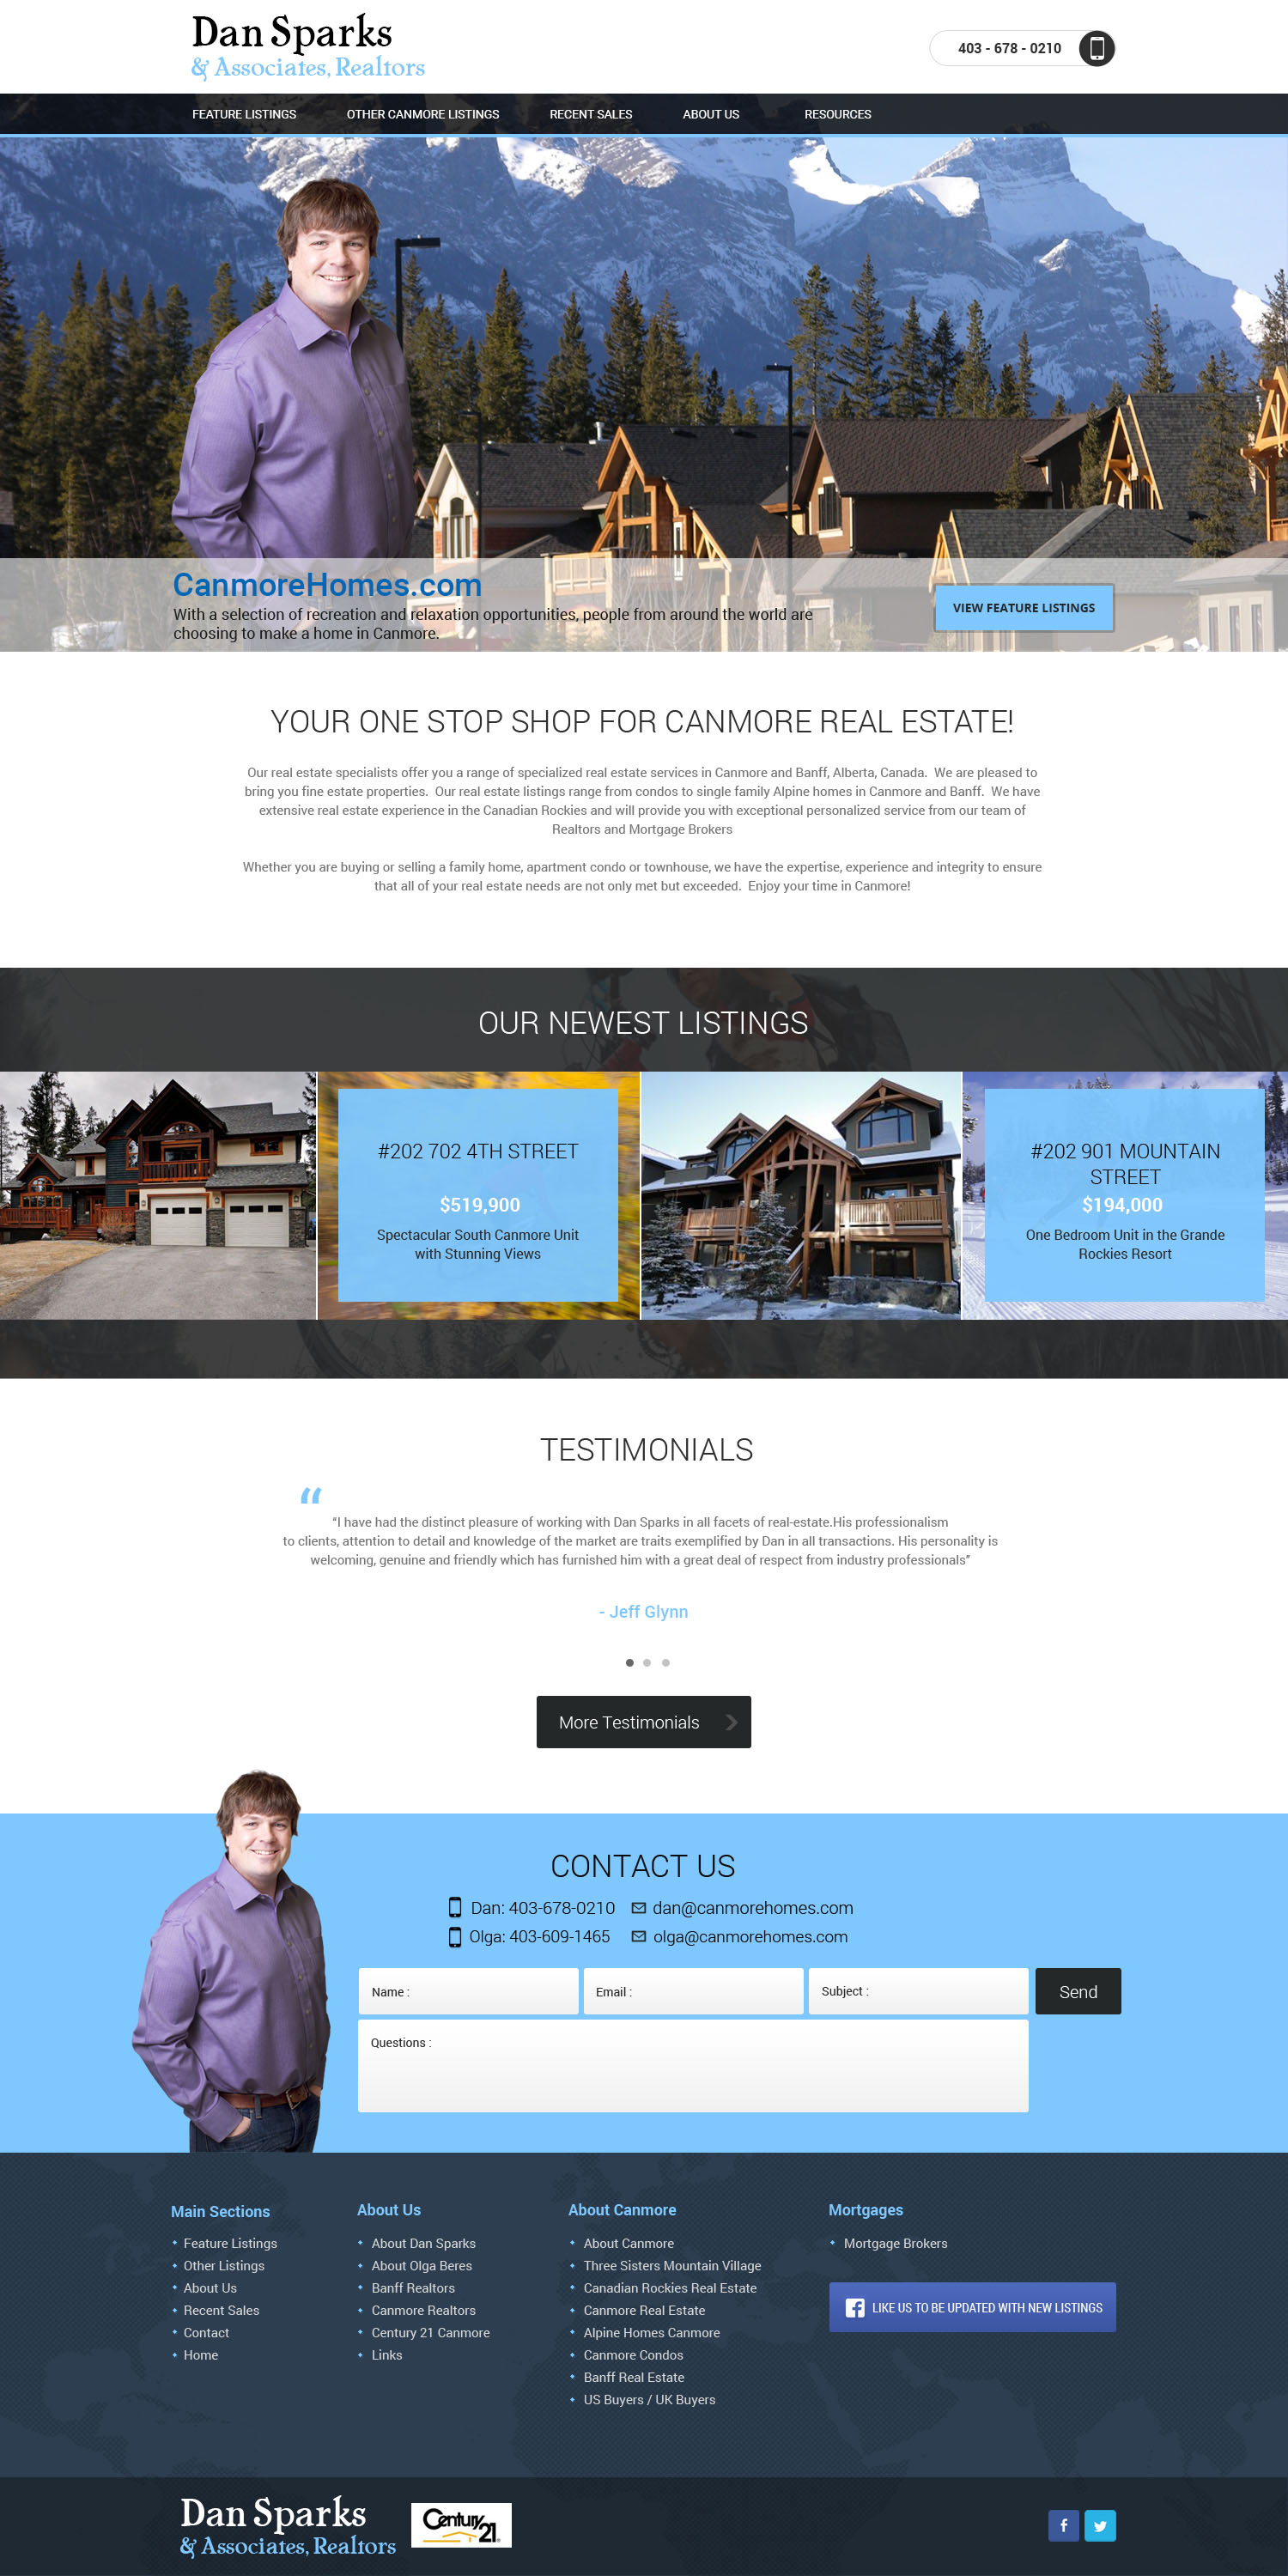 Dan Sparks
& Associates, Realtors
403 - 678 - 0210
FEATURE LISTINGS
OTHER CANMORE LISTINGS
RECENT SALES
ABOUT US
RESOURCES
CanmoreHomes.com
With a selection of recreation and relaxation opportunities, people from around the world are
choosing to make a home in Canmore.
VIEW FEATURE LISTINGS
YOUR ONE STOP SHOP FOR CANMORE REAL ESTATE!
Our real estate specialists offer you a range of specialized real estate services in Canmore and Banff, Alberta, Canada.  We are pleased to
bring you fine estate properties.  Our real estate listings range from condos to single family Alpine homes in Canmore and Banff.  We have
extensive real estate experience in the Canadian Rockies and will provide you with exceptional personalized service from our team of
Realtors and Mortgage Brokers
Whether you are buying or selling a family home, apartment condo or townhouse, we have the expertise, experience and integrity to ensure
that all of your real estate needs are not only met but exceeded.  Enjoy your time in Canmore!
OUR NEWEST LISTINGS
#202 702 4TH STREET
$519,900
Spectacular South Canmore Unit
with Stunning Views
#202 901 MOUNTAIN
STREET
$194,000
One Bedroom Unit in the Grande
Rockies Resort
TESTIMONIALS
“
“I have had the distinct pleasure of working with Dan Sparks in all facets of real-estate.His professionalism
to clients, attention to detail and knowledge of the market are traits exemplified by Dan in all transactions. His personality is
welcoming, genuine and friendly which has furnished him with a great deal of respect from industry professionals”
- Jeff Glynn
More Testimonials
CONTACT US
Dan: 403-678-0210
dan@canmorehomes.com
Olga: 403-609-1465
olga@canmorehomes.com
Name :
Email :
Subject :
Send
Questions :
Main Sections
Feature Listings
Other Listings
About Us
Recent Sales
Contact
Home
About Us
About Dan Sparks
About Olga Beres
Banff Realtors
Canmore Realtors
Century 21 Canmore
Links
About Canmore
About Canmore
Three Sisters Mountain Village
Canadian Rockies Real Estate
Canmore Real Estate
Alpine Homes Canmore
Canmore Condos
Banff Real Estate
US Buyers / UK Buyers
Mortgages
Mortgage Brokers
LIKE US TO BE UPDATED WITH NEW LISTINGS
Dan Sparks
& Associates, Realtors
Century 21